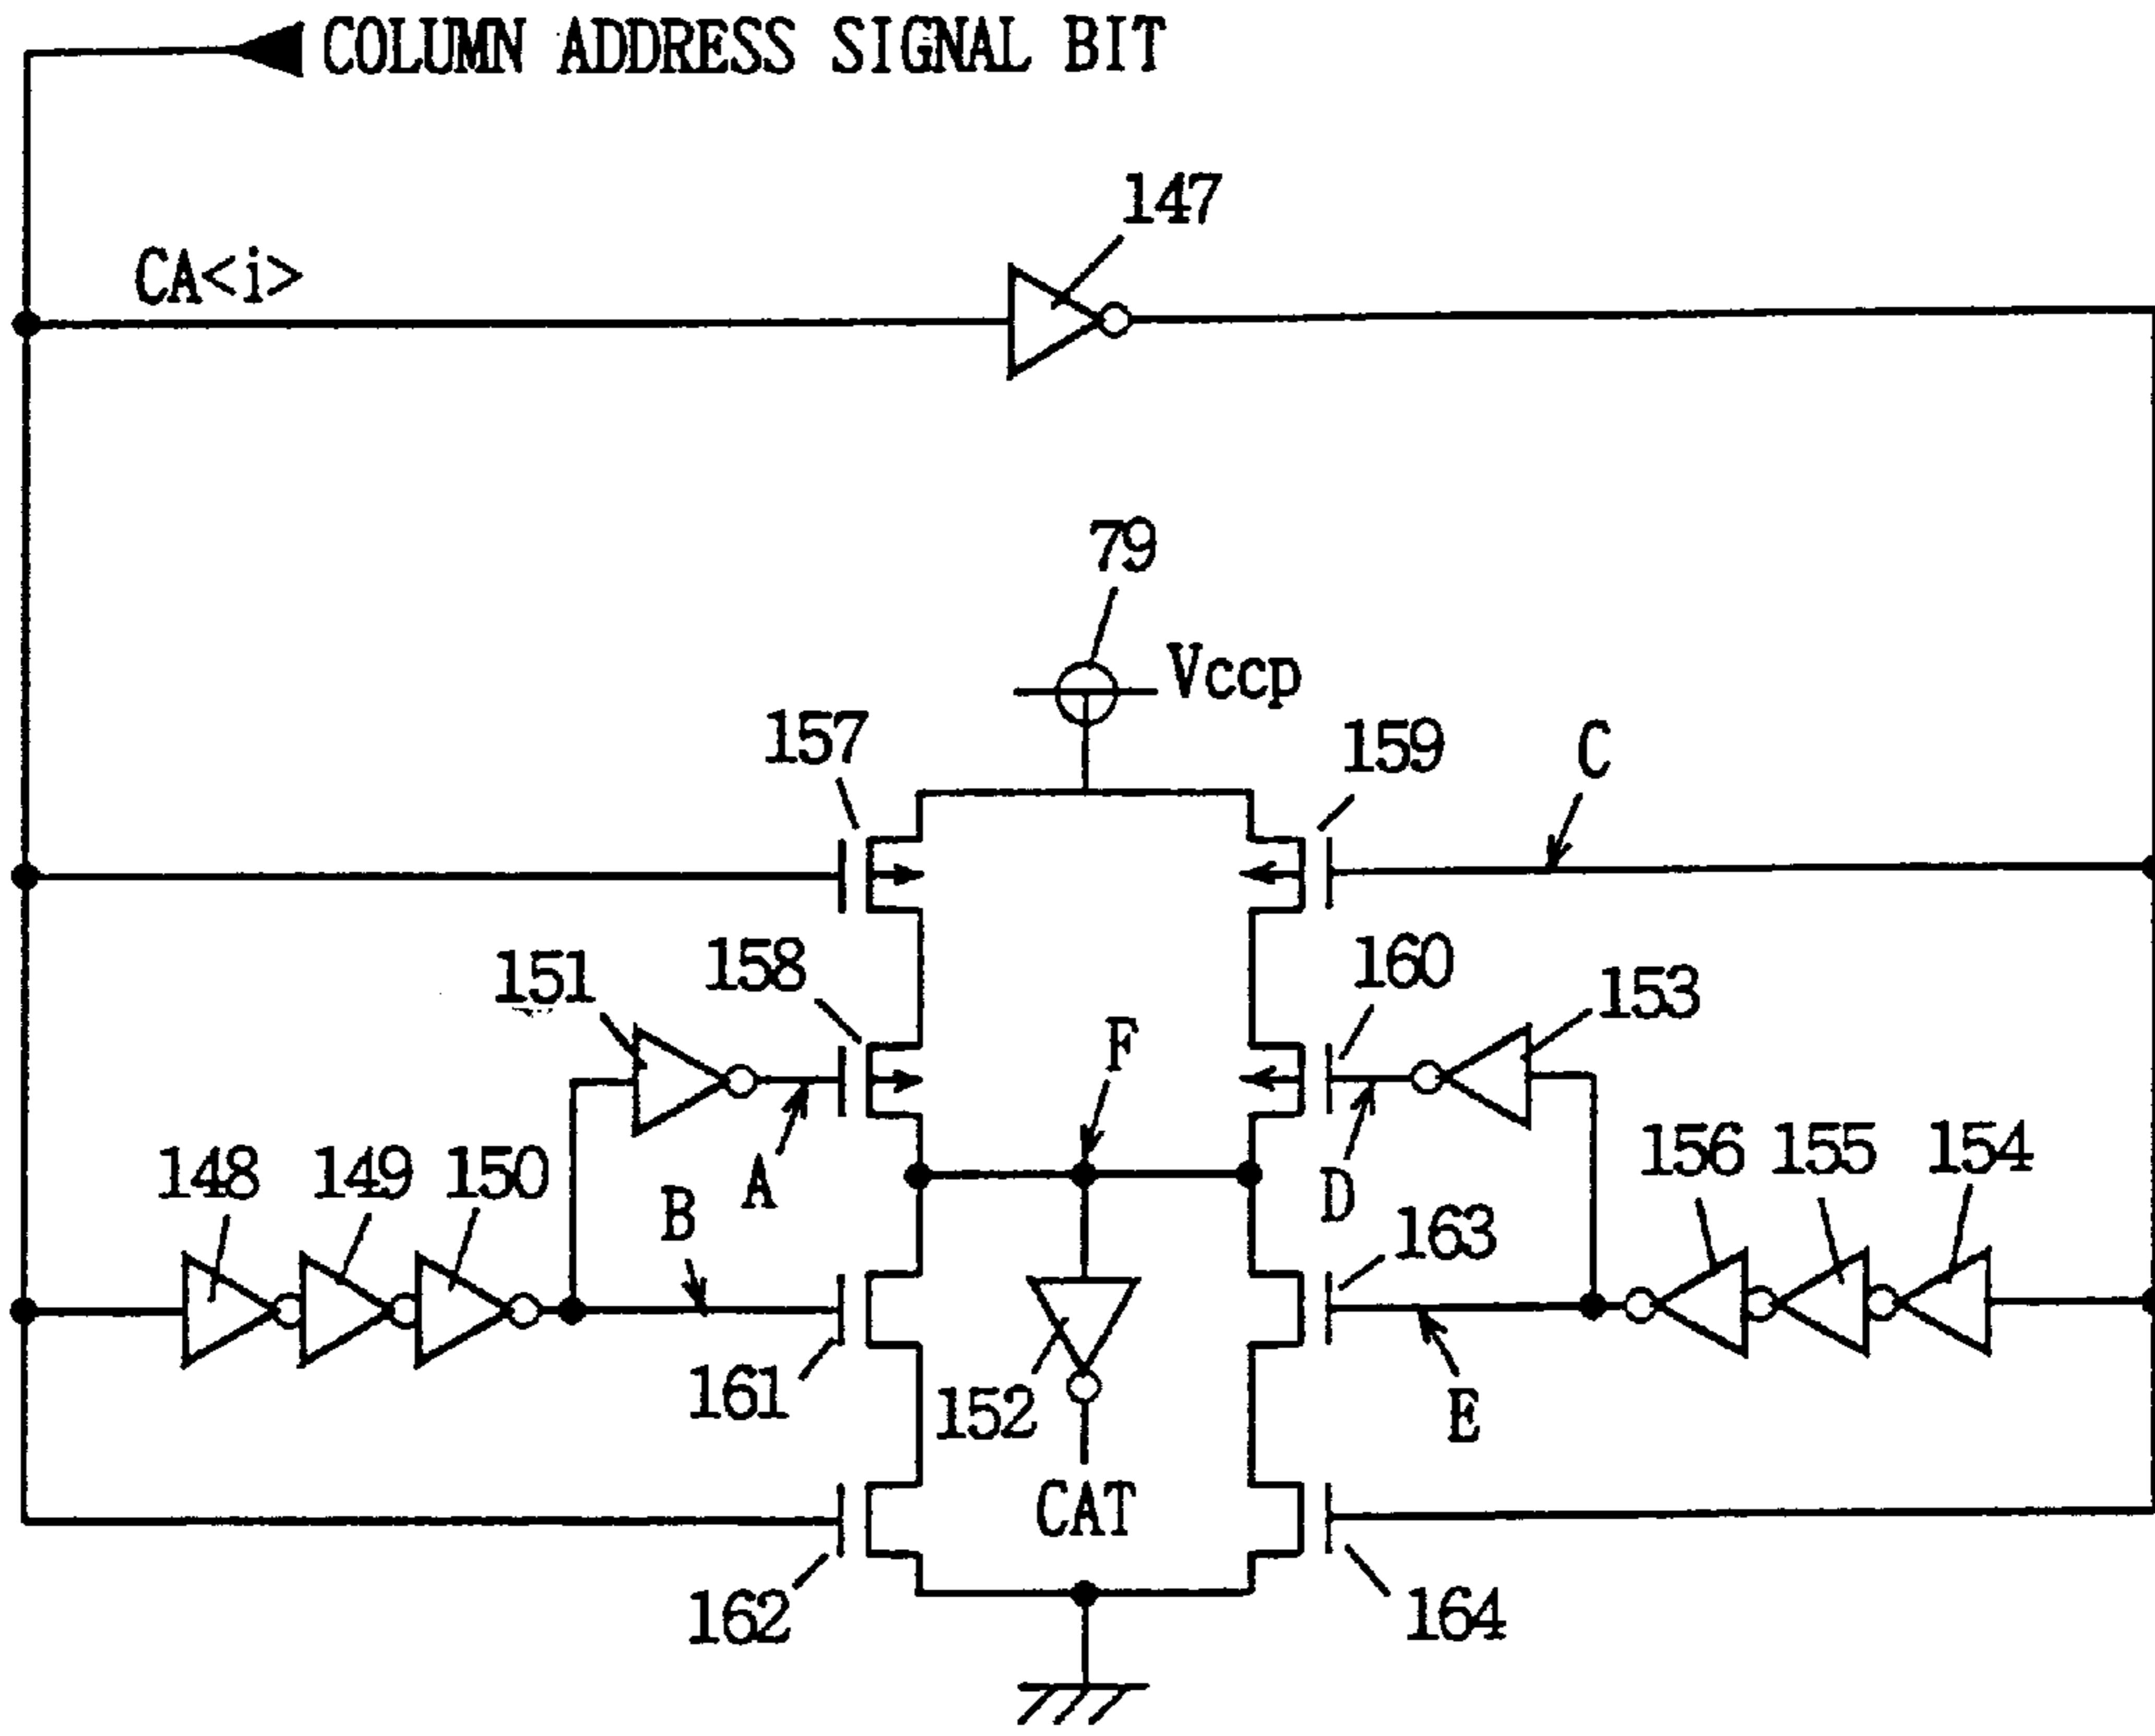 COLUMN ADDRESS SIGNAL BIT
147
CA<i>
79
Vccp
157
159
C
151
158
160
153
F
148
149
150
A
B
D
156
155
154
163
161
152
E
CAT
162
164